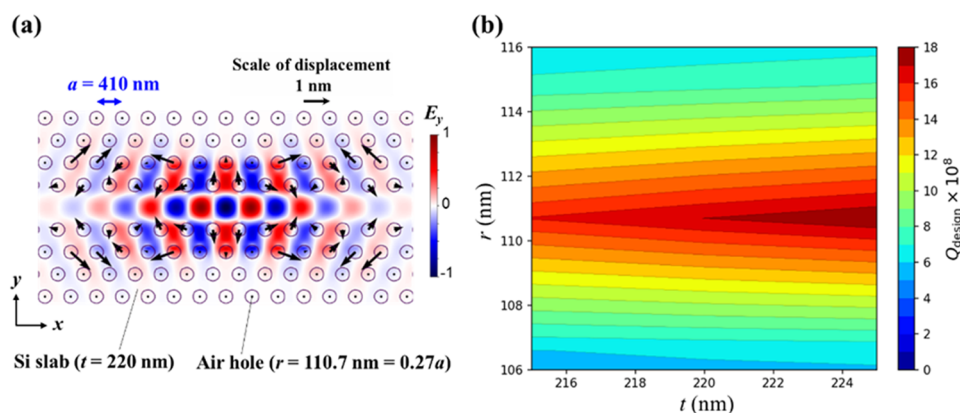 (a)
Scale of displacement
1 nm
a = 410 nm
E_y
1
0
-1
y
x
Si slab (t = 220 nm)
Air hole (r = 110.7 nm = 0.27a)
(b)
116
114
112
110
108
106
r (nm)
216
218
220
222
224
t (nm)
18
16
14
12
10
8
6
4
2
0
Q_design × 10^8